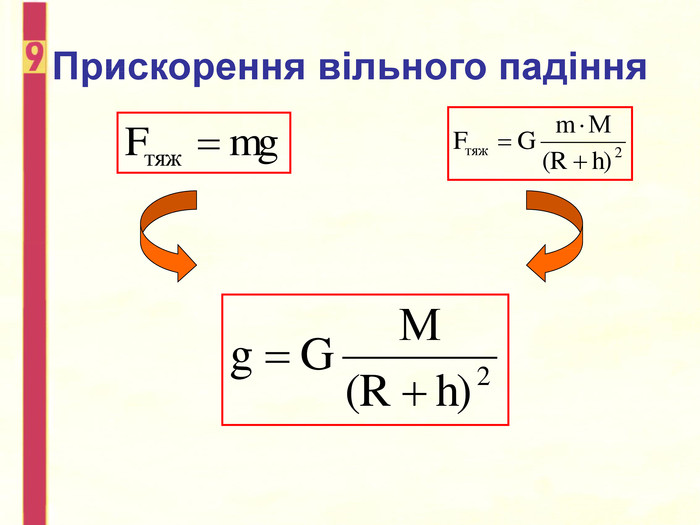 9 Прискорення вільного падіння
Fтяж = mg
Fтяж = G m · M / (R + h)²
g = G M / (R + h)²